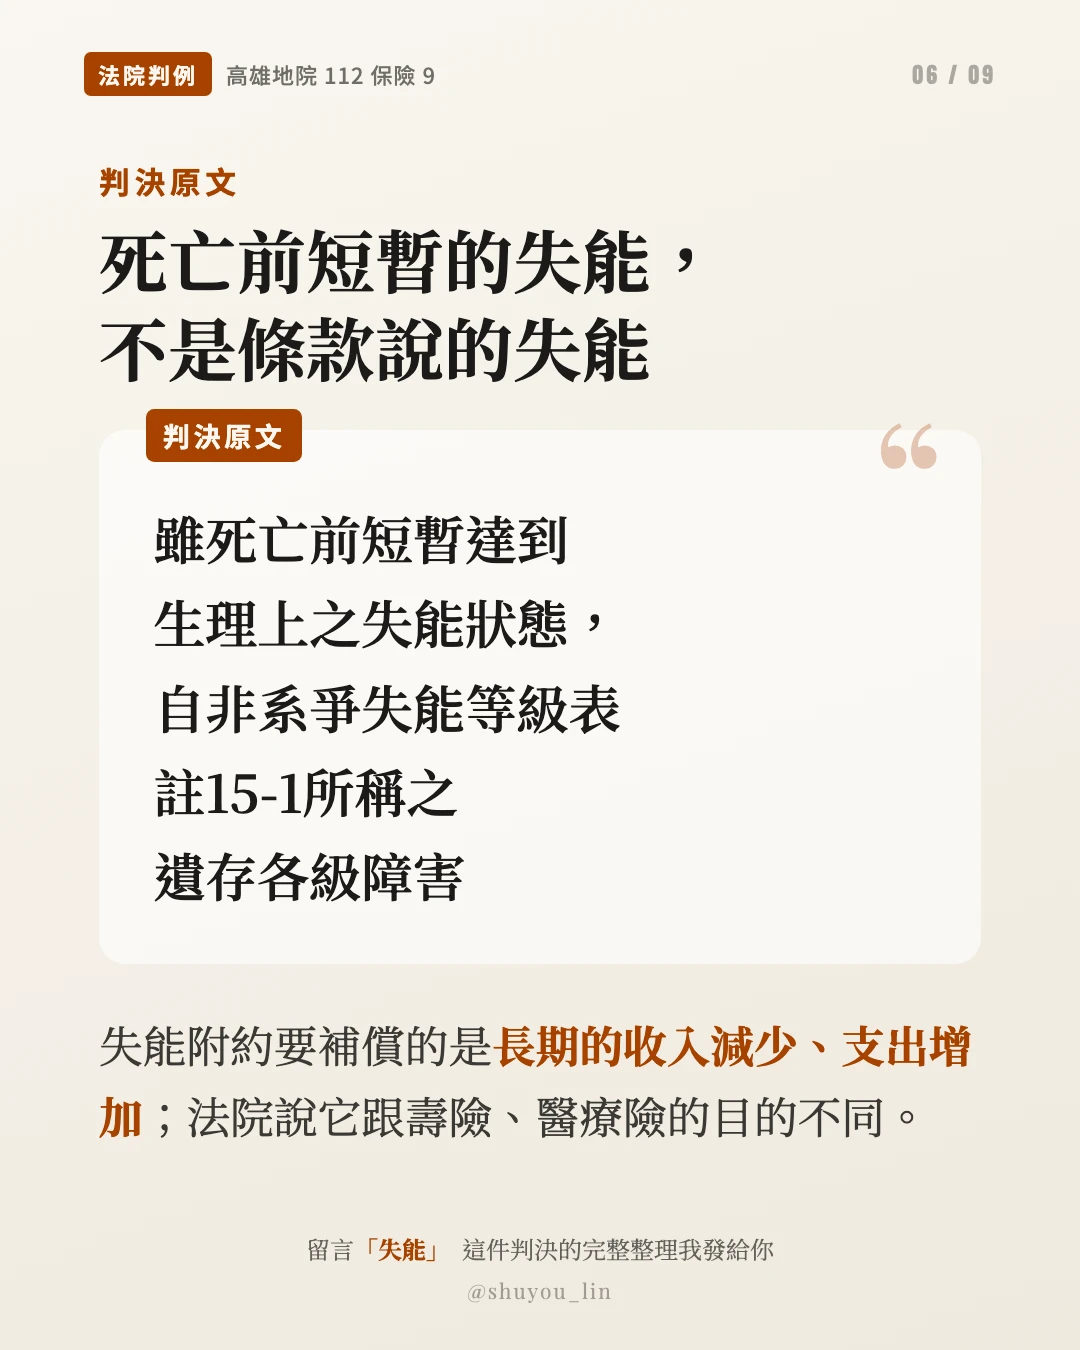 法院判例 高雄地院 112 保險 9 06 / 09
判決原文
死亡前短暫的失能，
不是條款說的失能
判決原文
雖死亡前短暫達到
生理上之失能狀態，
自非系爭失能等級表
註15-1所稱之
遺存各級障害
失能附約要補償的是長期的收入減少、支出增
加；法院說它跟壽險、醫療險的目的不同。
留言「失能」 這件判決的完整整理我發給你
@shuyou_lin